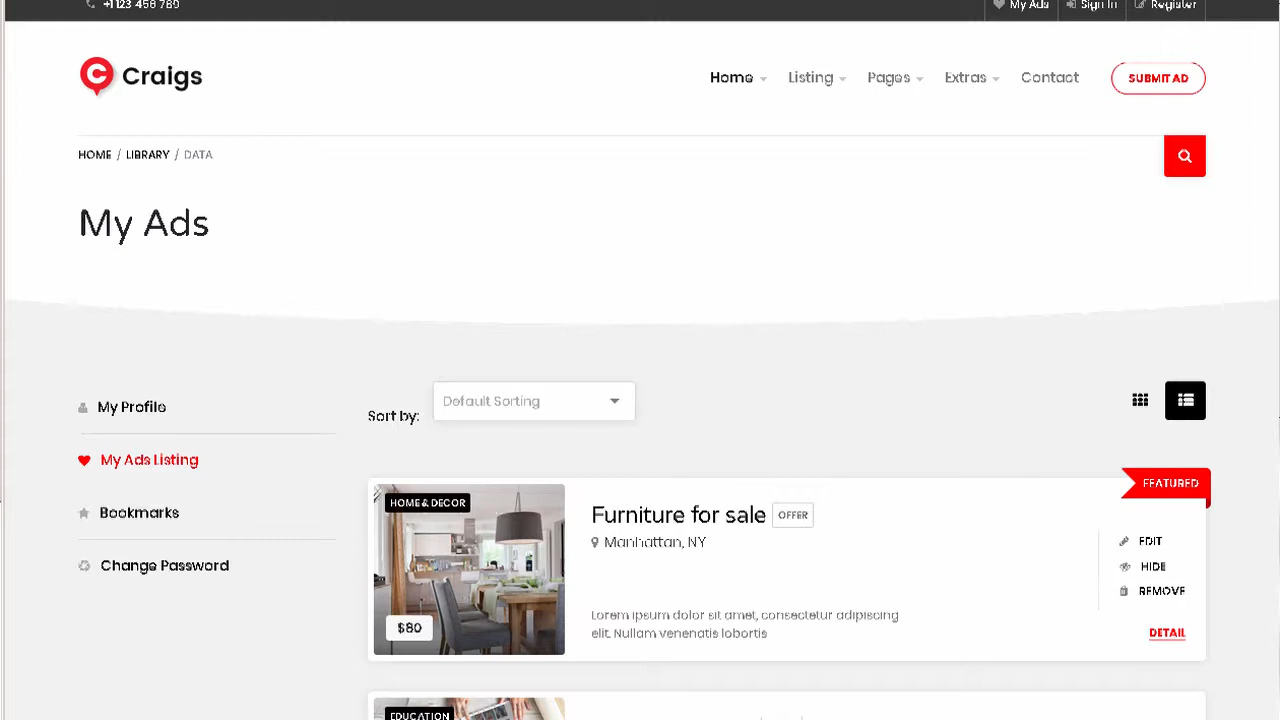 +1 123 456 789 My Ads Sign In Register
Craigs
Home Listing Pages Extras Contact SUBMIT AD
HOME / LIBRARY / DATA
My Ads
My Profile
My Ads Listing
Bookmarks
Change Password
Sort by: Default Sorting
FEATURED
HOME & DECOR
$80
Furniture for sale OFFER
Manhattan, NY
Lorem ipsum dolor sit amet, consectetur adipiscing
elit. Nullam venenatis lobortis
EDIT
HIDE
REMOVE
DETAIL
EDUCATION